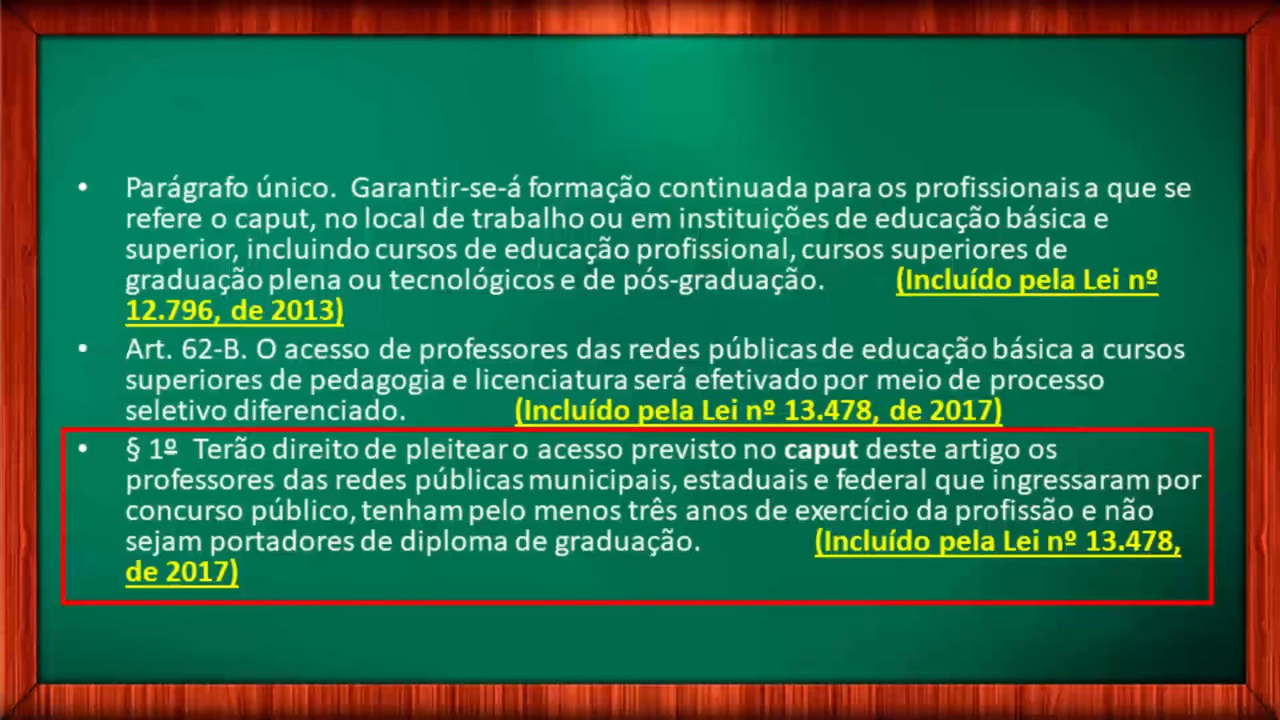 • Parágrafo único. Garantir-se-á formação continuada para os profissionais a que se
refere o caput, no local de trabalho ou em instituições de educação básica e
superior, incluindo cursos de educação profissional, cursos superiores de
graduação plena ou tecnológicos e de pós-graduação. (Incluído pela Lei nº
12.796, de 2013)
• Art. 62-B. O acesso de professores das redes públicas de educação básica a cursos
superiores de pedagogia e licenciatura será efetivado por meio de processo
seletivo diferenciado. (Incluído pela Lei nº 13.478, de 2017)
• § 1º Terão direito de pleitear o acesso previsto no caput deste artigo os
professores das redes públicas municipais, estaduais e federal que ingressaram por
concurso público, tenham pelo menos três anos de exercício da profissão e não
sejam portadores de diploma de graduação. (Incluído pela Lei nº 13.478,
de 2017)